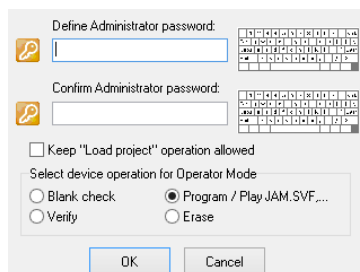 Define Administrator password:
Confirm Administrator password:
Keep "Load project" operation allowed
Select device operation for Operator Mode
Blank check
Program / Play JAM.SVF,...
Verify
Erase
OK
Cancel